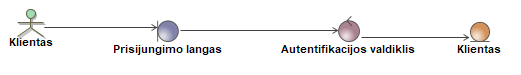 Klientas
Prisijungimo langas
Autentifikacijos valdiklis
Klientas